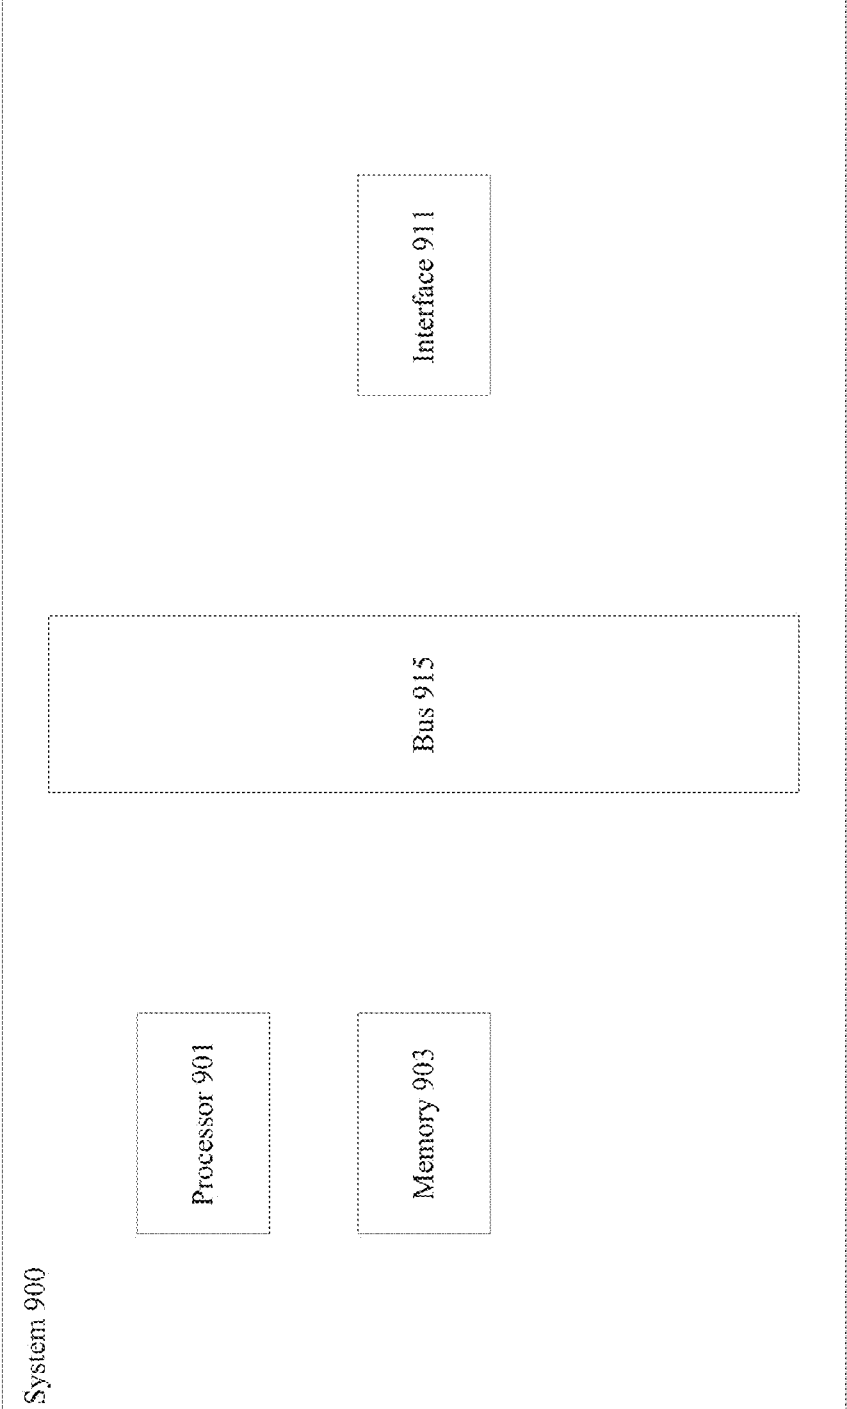 System 900
Processor 901
Memory 903
Bus 915
Interface 911